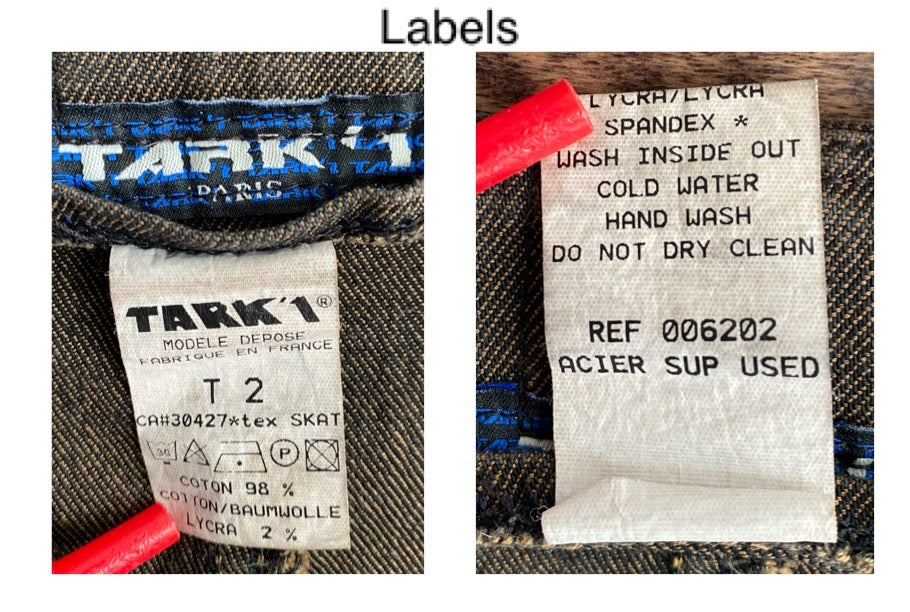 Labels
TARK'1
PARIS
TARK'1®
MODELE DEPOSE
FABRIQUE EN FRANCE
T 2
CA#30427*tex SKAT
30
P
COTON 98 %
COTTON/BAUMWOLLE
LYCRA 2 %
LYCRA/LYCRA
SPANDEX *
WASH INSIDE OUT
COLD WATER
HAND WASH
DO NOT DRY CLEAN
REF 006202
ACIER SUP USED